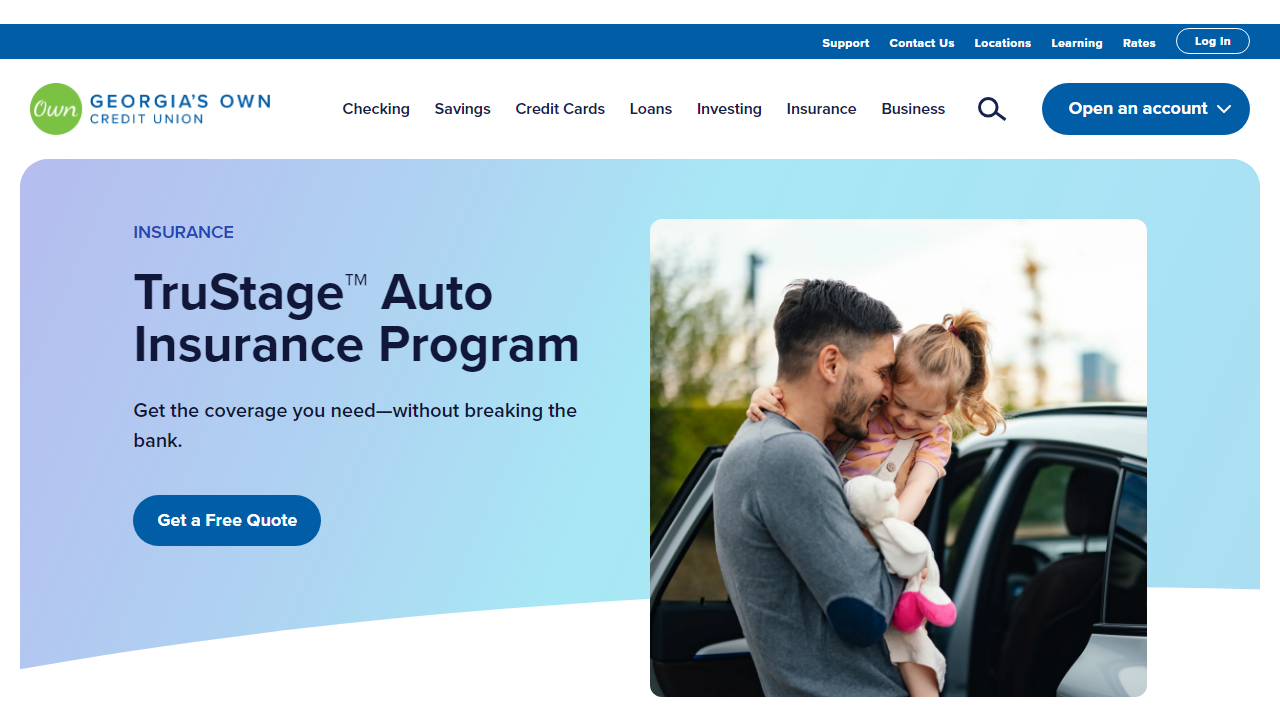 Support Contact Us Locations Learning Rates Log In
Own GEORGIA'S OWN
CREDIT UNION
Checking Savings Credit Cards Loans Investing Insurance Business Open an account
INSURANCE
TruStage™ Auto
Insurance Program
Get the coverage you need—without breaking the
bank.
Get a Free Quote